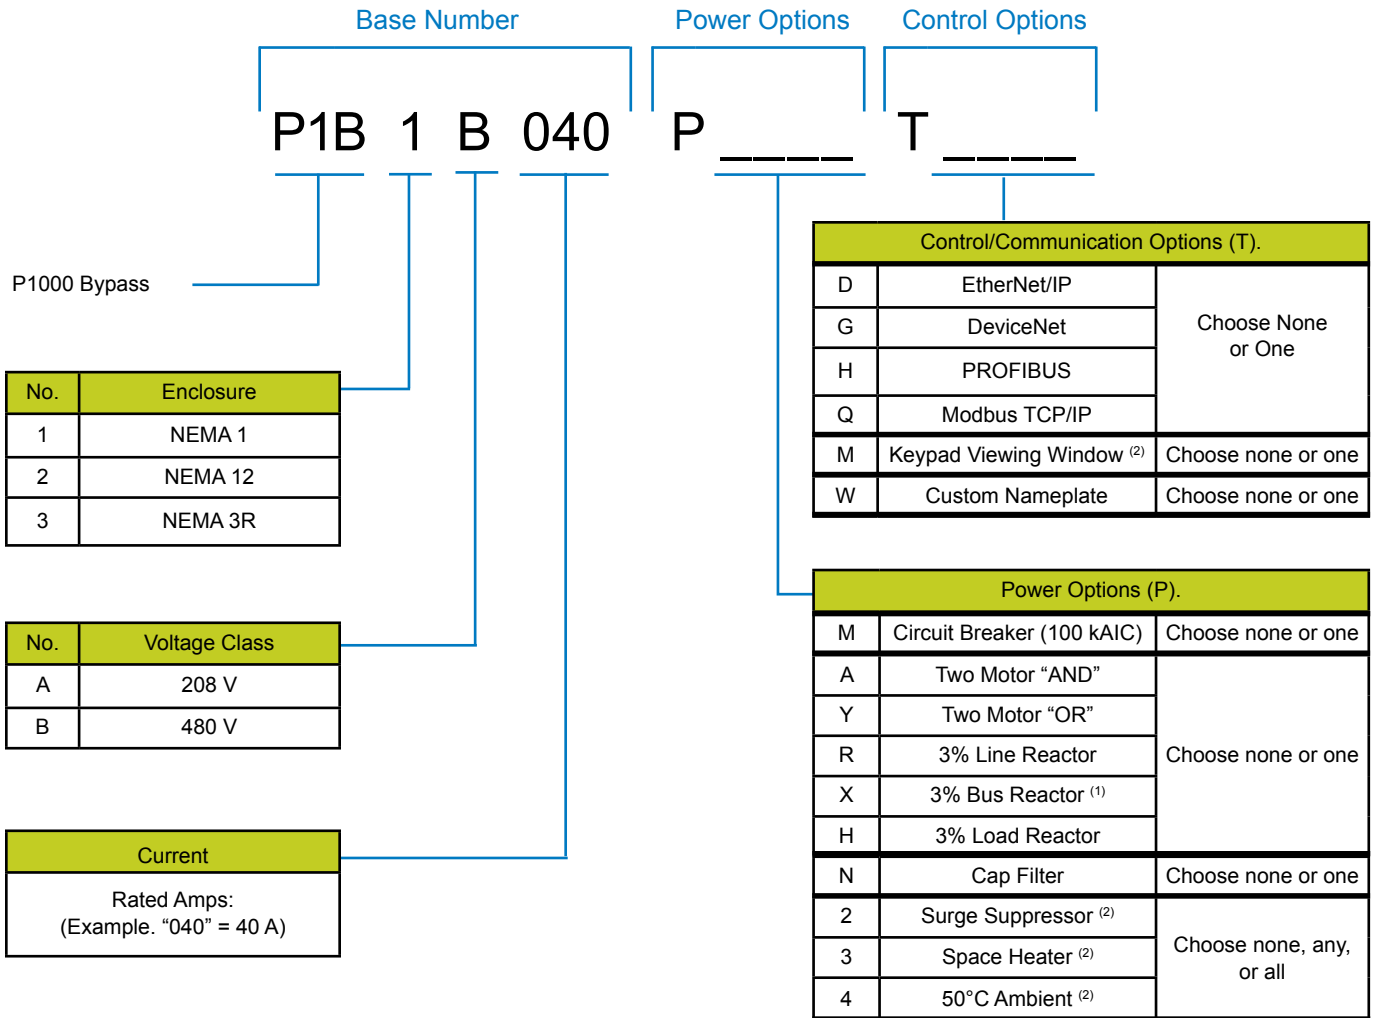 Base Number Power Options Control Options
P1B 1 B 040 P _ _ _ _ T _ _ _ _
P1000 Bypass
No. Enclosure
1 NEMA 1
2 NEMA 12
3 NEMA 3R
No. Voltage Class
A 208 V
B 480 V
Current
Rated Amps:
(Example. “040” = 40 A)
Control/Communication Options (T).
D EtherNet/IP
G DeviceNet
H PROFIBUS
Q Modbus TCP/IP
Choose None
or One
M Keypad Viewing Window (2) Choose none or one
W Custom Nameplate Choose none or one
Power Options (P).
M Circuit Breaker (100 kAIC) Choose none or one
A Two Motor “AND”
Y Two Motor “OR”
R 3% Line Reactor Choose none or one
X 3% Bus Reactor (1)
H 3% Load Reactor
N Cap Filter Choose none or one
2 Surge Suppressor (2)
3 Space Heater (2)
4 50°C Ambient (2)
Choose none, any,
or all